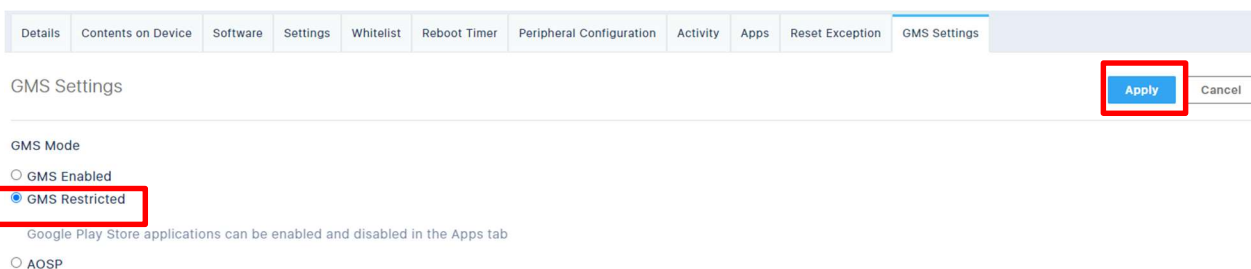 Details Contents on Device Software Settings Whitelist Reboot Timer Peripheral Configuration Activity Apps Reset Exception GMS Settings
GMS Settings Apply Cancel
GMS Mode
GMS Enabled
GMS Restricted
Google Play Store applications can be enabled and disabled in the Apps tab
AOSP